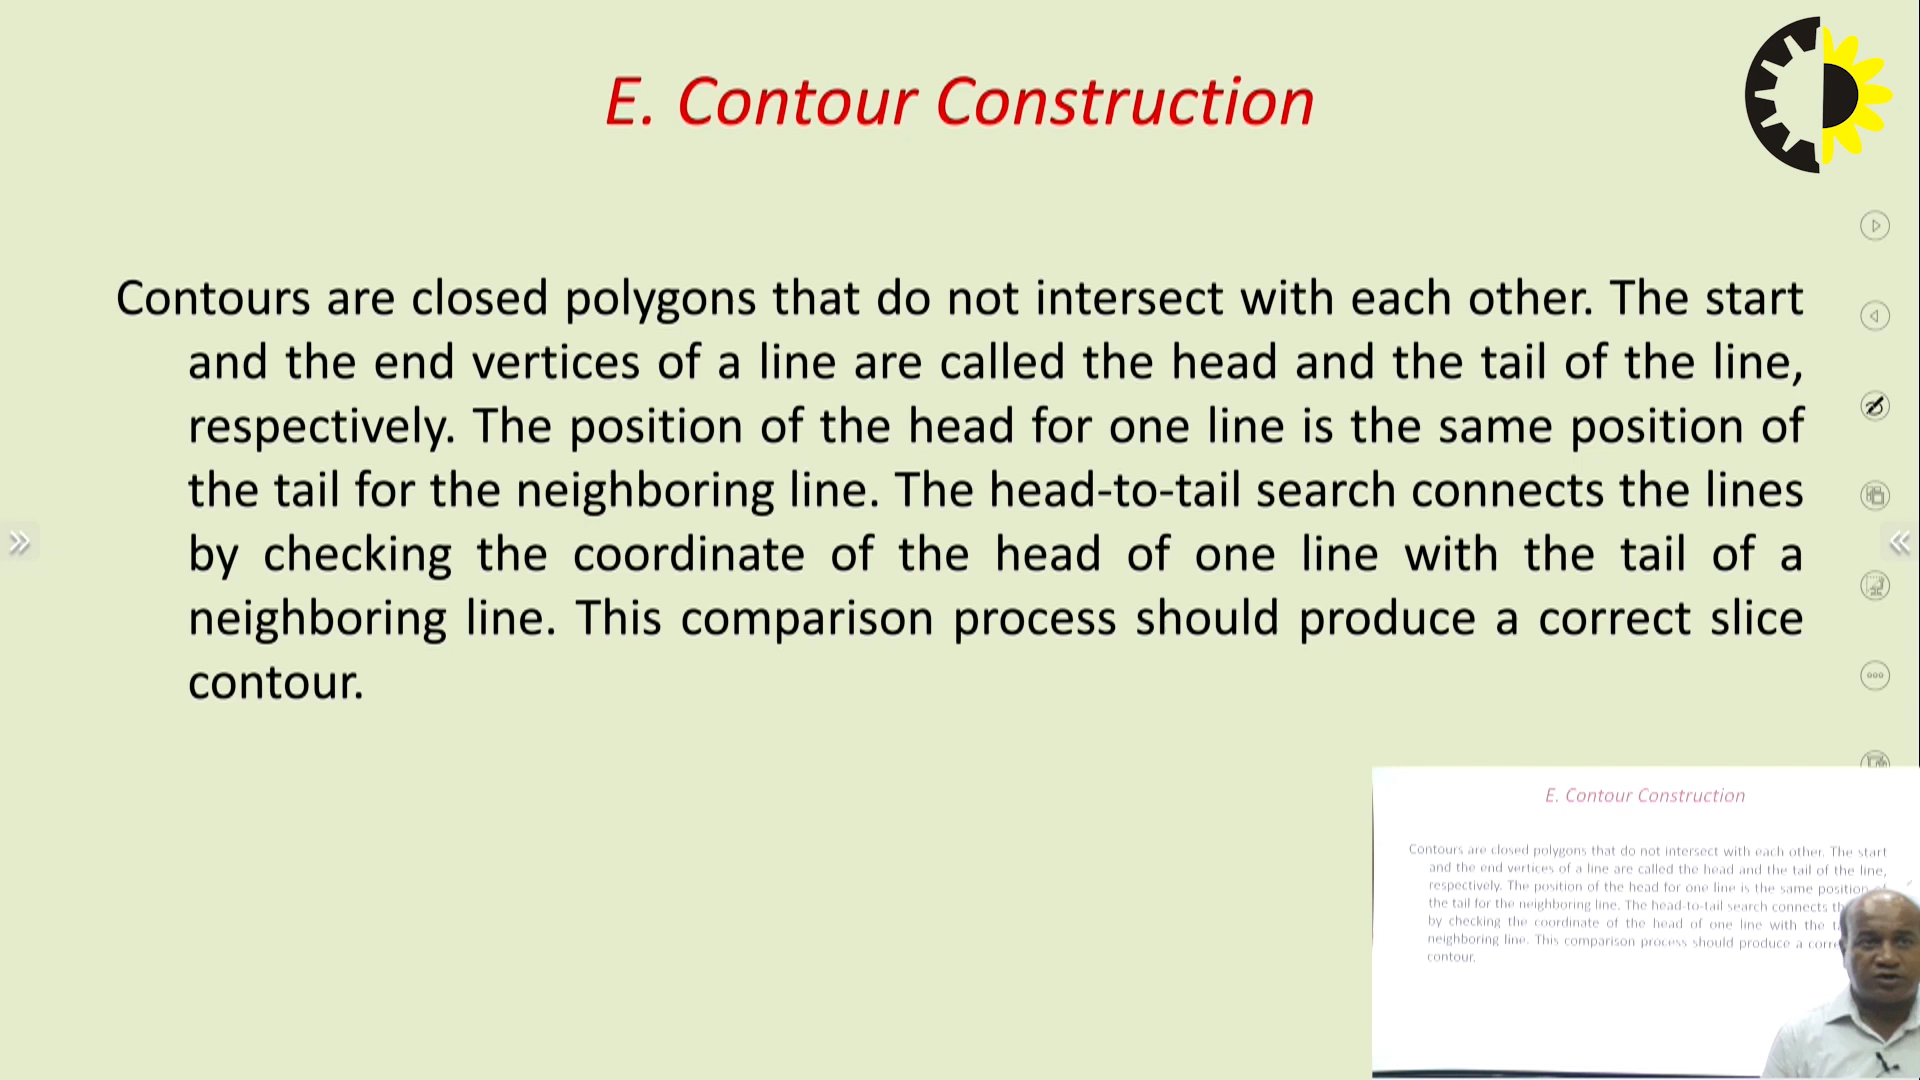 E. Contour Construction
Contours are closed polygons that do not intersect with each other. The start
and the end vertices of a line are called the head and the tail of the line,
respectively. The position of the head for one line is the same position of
the tail for the neighboring line. The head-to-tail search connects the lines
by checking the coordinate of the head of one line with the tail of a
neighboring line. This comparison process should produce a correct slice
contour.
E. Contour Construction
Contours are closed polygons that do not intersect with each other. The start
and the end vertices of a line are called the head and the tail of the line,
respectively. The position of the head for one line is the same position
the tail for the neighboring line. The head-to-tail search connects
by checking the coordinate of the head of one line with the
neighboring line. This comparison process should produce a
contour.